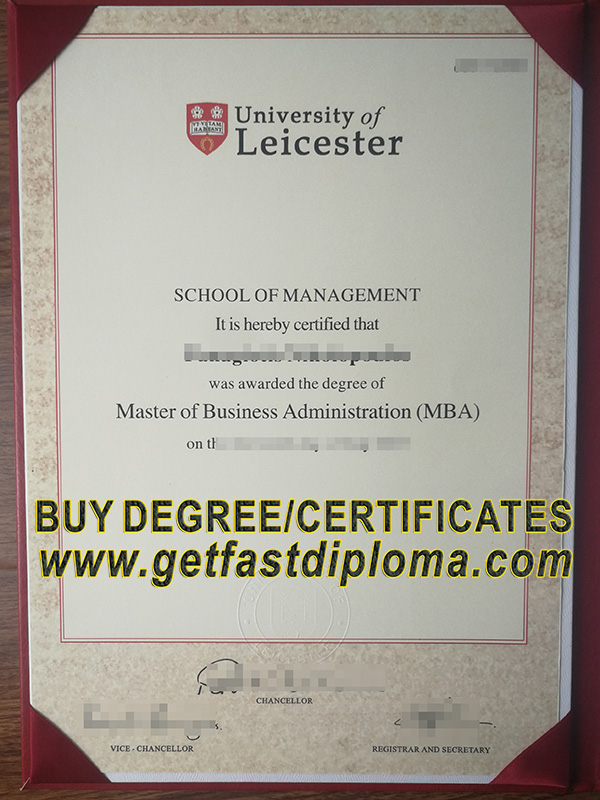 University of
Leicester
SCHOOL OF MANAGEMENT
It is hereby certified that
was awarded the degree of
Master of Business Administration (MBA)
on
BUY DEGREE/CERTIFICATES
www.getfastdiploma.com
CHANCELLOR
VICE - CHANCELLOR
REGISTRAR AND SECRETARY